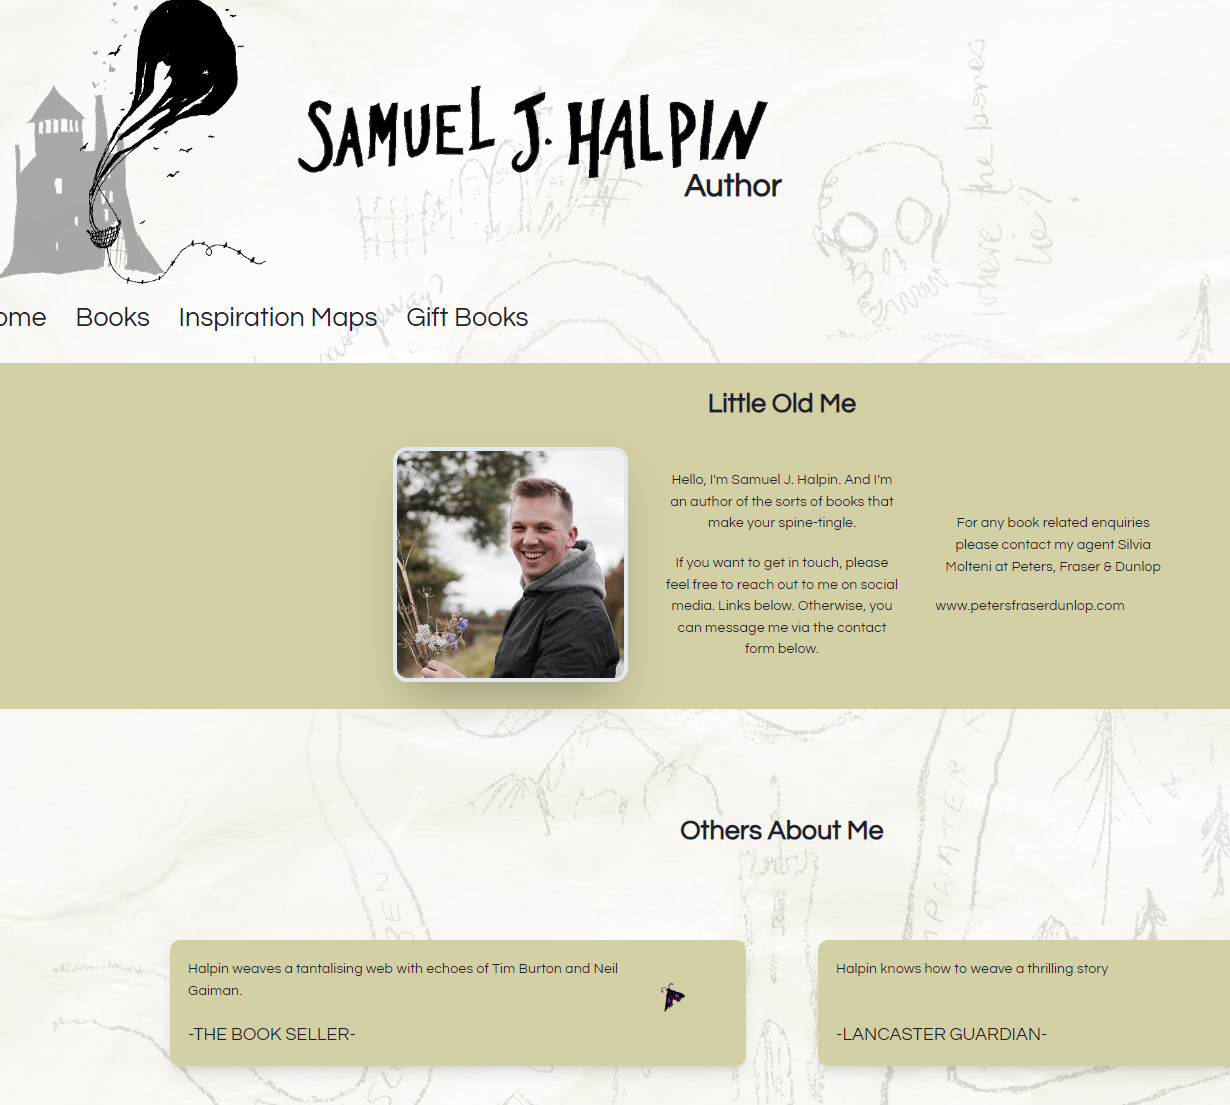 SAMUEL J. HALPIN
Author
where the bones
lie?
ome Books Inspiration Maps Gift Books
Little Old Me
Hello, I'm Samuel J. Halpin. And I’m
an author of the sorts of books that
make your spine-tingle.
If you want to get in touch, please
feel free to reach out to me on social
media. Links below. Otherwise, you
can message me via the contact
form below.
For any book related enquiries
please contact my agent Silvia
Molteni at Peters, Fraser & Dunlop
www.petersfraserdunlop.com
Others About Me
Halpin weaves a tantalising web with echoes of Tim Burton and Neil
Gaiman.
-THE BOOK SELLER-
Halpin knows how to weave a thrilling story
-LANCASTER GUARDIAN-